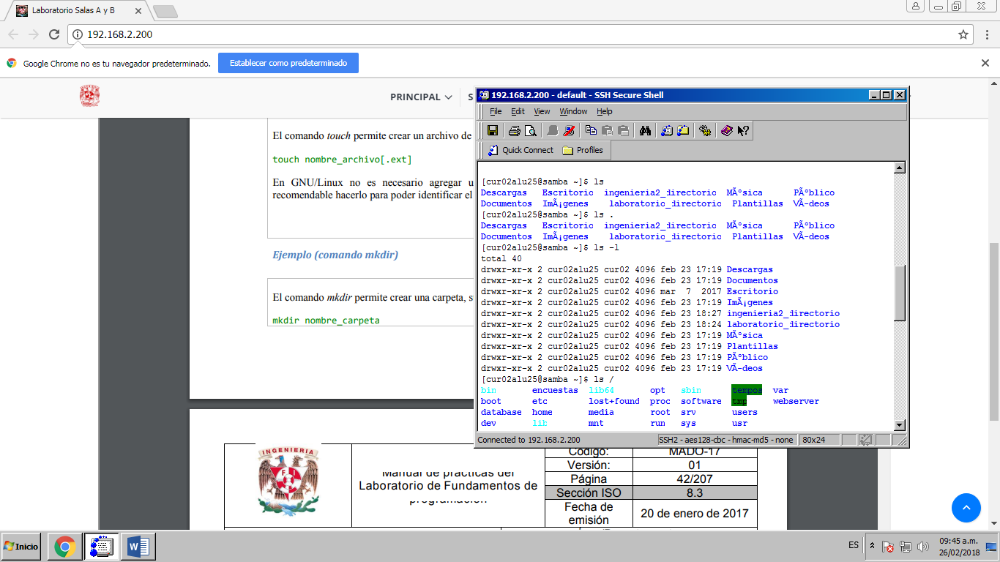 Laboratorio Salas A y B
192.168.2.200
Google Chrome no es tu navegador predeterminado. Establecer como predeterminado
PRINCIPAL S
El comando touch permite crear un archivo de
touch nombre_archivo[.ext]
En GNU/Linux no es necesario agregar u
recomendable hacerlo para poder identificar el
Ejemplo (comando mkdir)
El comando mkdir permite crear una carpeta, s
mkdir nombre_carpeta
192.168.2.200 - default - SSH Secure Shell
File Edit View Window Help
Quick Connect Profiles
[cur02alu25@samba ~]$ ls
Descargas Escritorio ingenieria2_directorio MÃºsica PÃºblico
Documentos ImÃ¡genes laboratorio_directorio Plantillas VÃ­deos
[cur02alu25@samba ~]$ ls .
Descargas Escritorio ingenieria2_directorio MÃºsica PÃºblico
Documentos ImÃ¡genes laboratorio_directorio Plantillas VÃ­deos
[cur02alu25@samba ~]$ ls -l
total 40
drwxr-xr-x 2 cur02alu25 cur02 4096 feb 23 17:19 Descargas
drwxr-xr-x 2 cur02alu25 cur02 4096 feb 23 17:19 Documentos
drwxr-xr-x 2 cur02alu25 cur02 4096 mar 7 2017 Escritorio
drwxr-xr-x 2 cur02alu25 cur02 4096 feb 23 17:19 ImÃ¡genes
drwxr-xr-x 2 cur02alu25 cur02 4096 feb 23 18:27 ingenieria2_directorio
drwxr-xr-x 2 cur02alu25 cur02 4096 feb 23 18:24 laboratorio_directorio
drwxr-xr-x 2 cur02alu25 cur02 4096 feb 23 17:19 MÃºsica
drwxr-xr-x 2 cur02alu25 cur02 4096 feb 23 17:19 Plantillas
drwxr-xr-x 2 cur02alu25 cur02 4096 feb 23 17:19 PÃºblico
drwxr-xr-x 2 cur02alu25 cur02 4096 feb 23 17:19 VÃ­deos
[cur02alu25@samba ~]$ ls /
bin encuestas lib64 opt sbin tempos var
boot etc lost+found proc software tmp webserver
database home media root srv users
dev lib mnt run sys usr
Connected to 192.168.2.200 SSH2 - aes128-cbc - hmac-md5 - none 80x24
INGENIERIA
Manual de prácticas del
Laboratorio de Fundamentos de
programación
Código: MADO-17
Versión: 01
Página 42/207
Sección ISO 8.3
Fecha de emisión 20 de enero de 2017
Inicio
ES
09:45 a.m.
26/02/2018